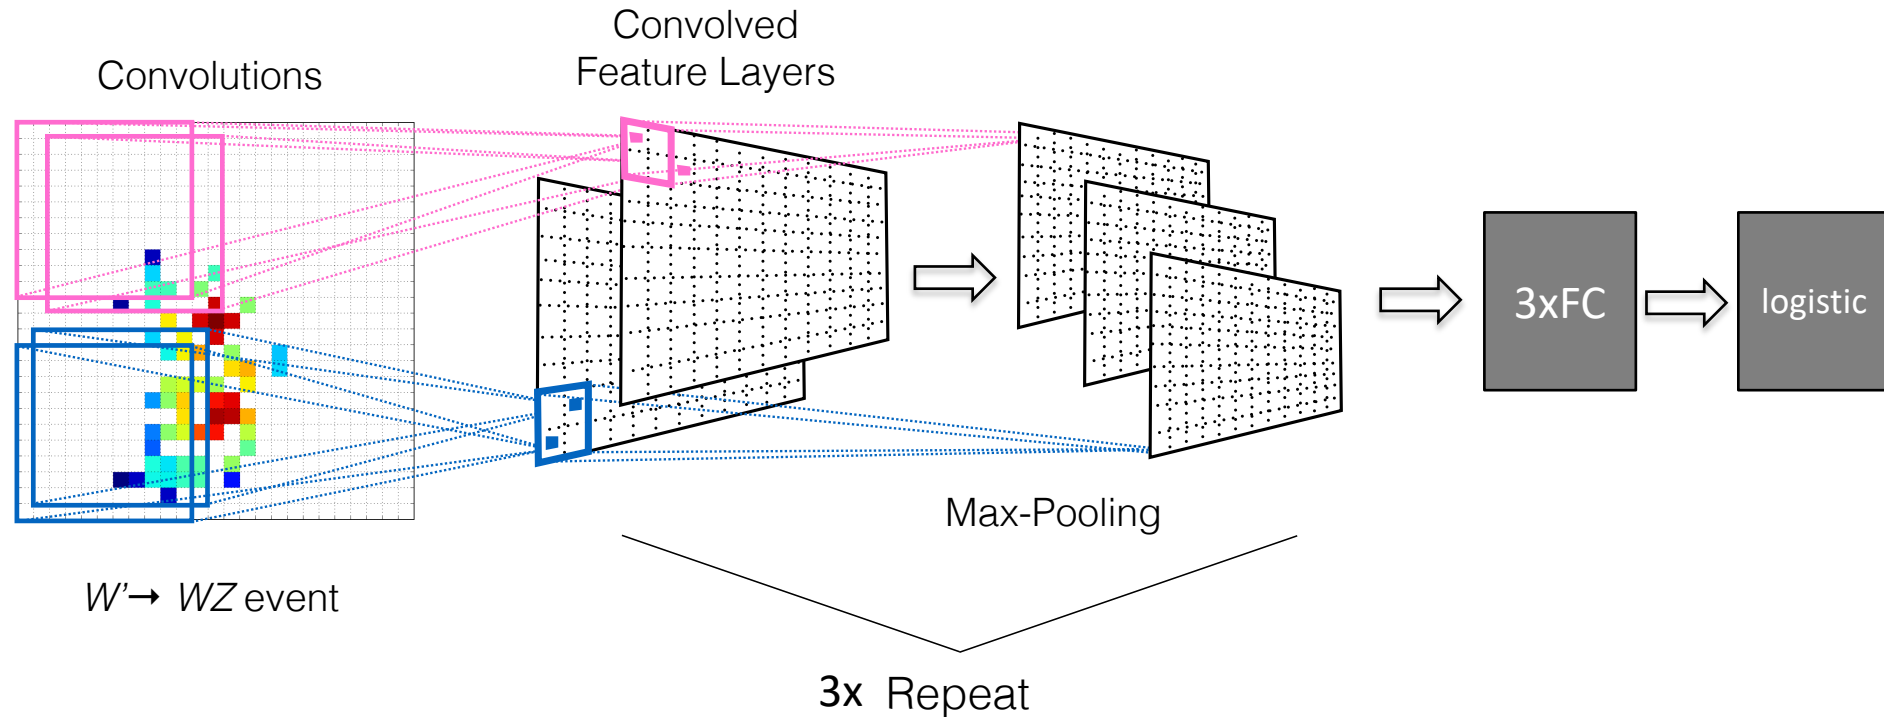 Convolutions
Convolved
Feature Layers
3xFC
logistic
Max-Pooling
W'→ WZ event
3x Repeat